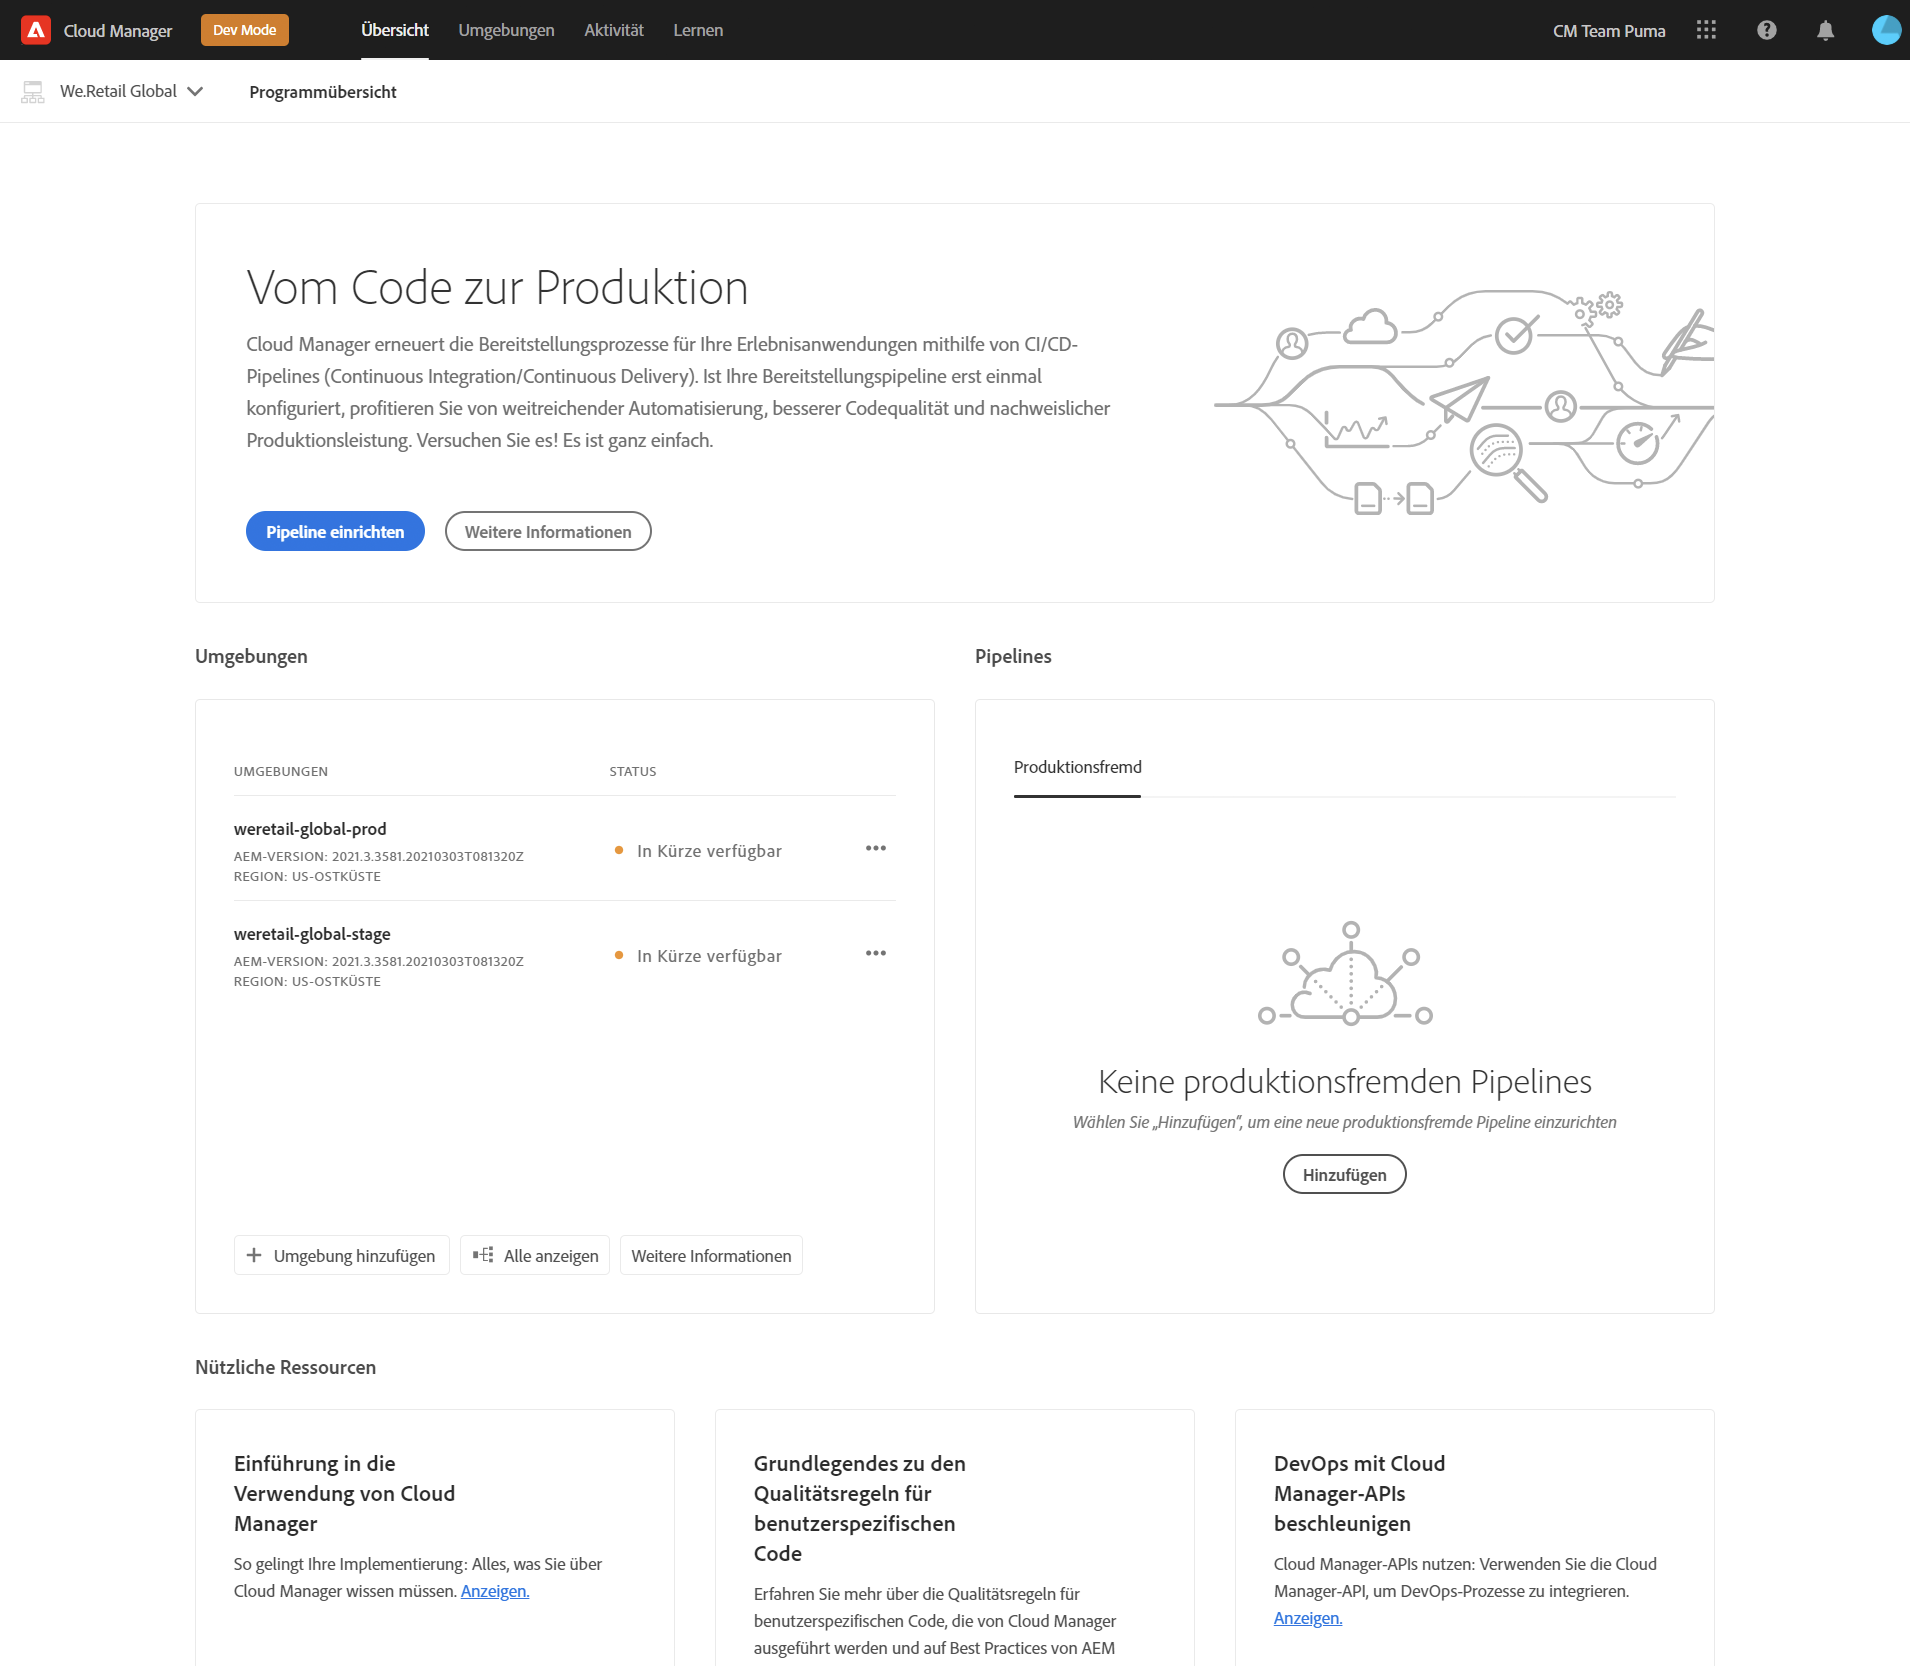 Cloud Manager
Dev Mode
Übersicht
Umgebungen
Aktivität
Lernen
CM Team Puma
We.Retail Global
Programmübersicht
Vom Code zur Produktion
Cloud Manager erneuert die Bereitstellungsprozesse für Ihre Erlebnisanwendungen mithilfe von CI/CD-
Pipelines (Continuous Integration/Continuous Delivery). Ist Ihre Bereitstellungspipeline erst einmal
konfiguriert, profitieren Sie von weitreichender Automatisierung, besserer Codequalität und nachweislicher
Produktionsleistung. Versuchen Sie es! Es ist ganz einfach.
Pipeline einrichten
Weitere Informationen
Umgebungen
UMGEBUNGEN
STATUS
weretail-global-prod
AEM-VERSION: 2021.3.3581.20210303T081320Z
REGION: US-OSTKÜSTE
In Kürze verfügbar
weretail-global-stage
AEM-VERSION: 2021.3.3581.20210303T081320Z
REGION: US-OSTKÜSTE
In Kürze verfügbar
Umgebung hinzufügen
Alle anzeigen
Weitere Informationen
Pipelines
Produktionsfremd
Keine produktionsfremden Pipelines
Wählen Sie „Hinzufügen“, um eine neue produktionsfremde Pipeline einzurichten
Hinzufügen
Nützliche Ressourcen
Einführung in die
Verwendung von Cloud
Manager
So gelingt Ihre Implementierung: Alles, was Sie über
Cloud Manager wissen müssen. Anzeigen.
Grundlegendes zu den
Qualitätsregeln für
benutzerspezifischen
Code
Erfahren Sie mehr über die Qualitätsregeln für
benutzerspezifischen Code, die von Cloud Manager
ausgeführt werden und auf Best Practices von AEM
DevOps mit Cloud
Manager-APIs
beschleunigen
Cloud Manager-APIs nutzen: Verwenden Sie die Cloud
Manager-API, um DevOps-Prozesse zu integrieren.
Anzeigen.